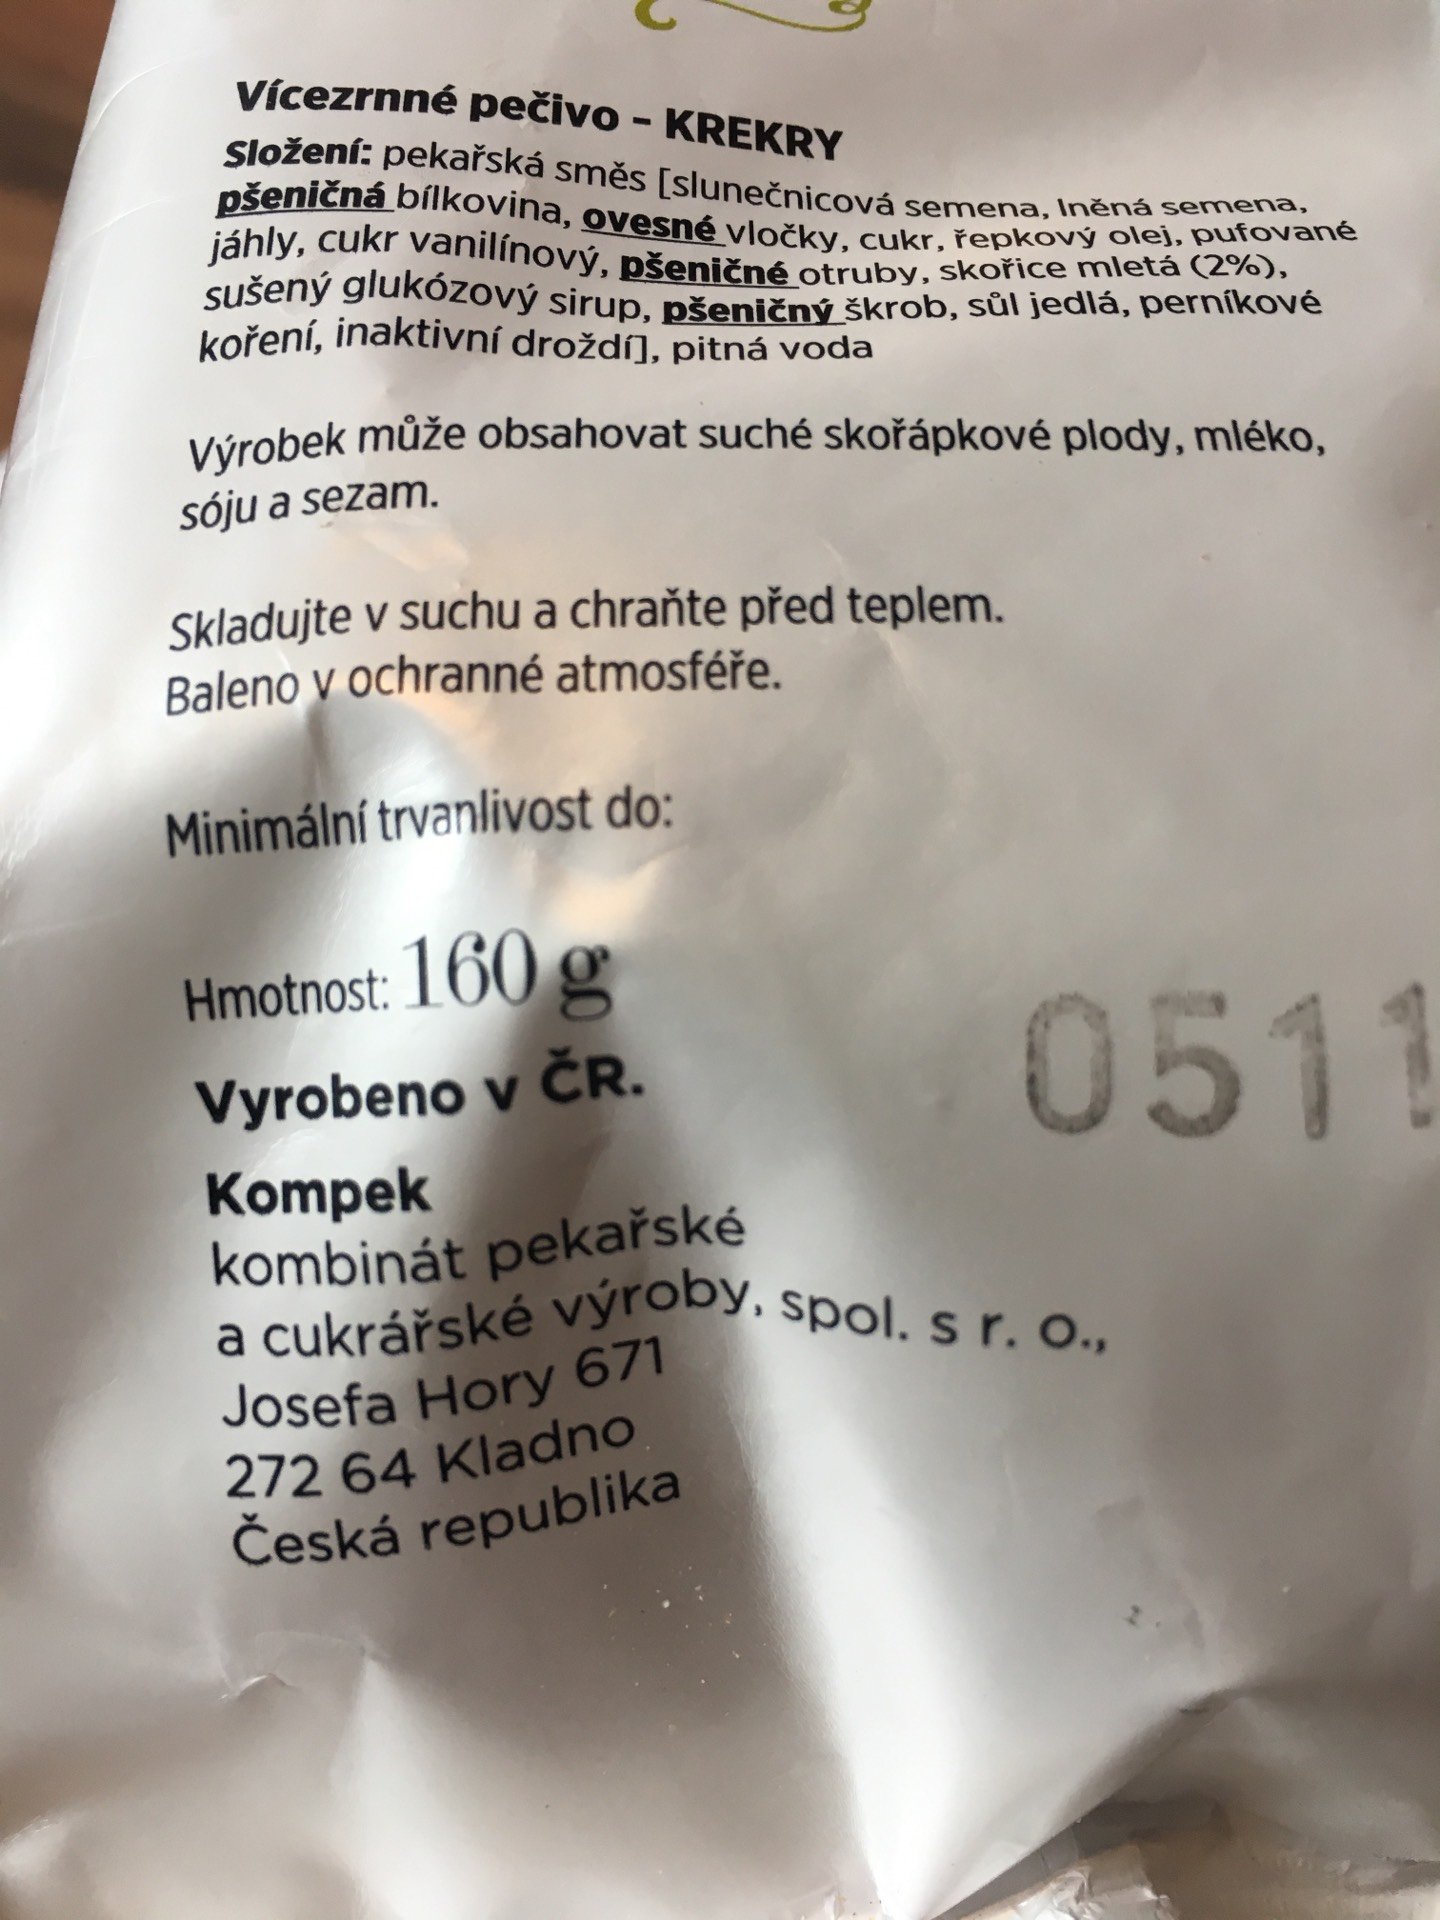 Vícezrnné pečivo - KREKRY
Složení: pekařská směs [slunečnicová semena, lněná semena,
pšeničná bílkovina, ovesné vločky, cukr, řepkový olej, pufované
jáhly, cukr vanilínový, pšeničné otruby, skořice mletá (2%),
sušený glukózový sirup, pšeničný škrob, sůl jedlá, perníkové
koření, inaktivní droždí], pitná voda
Výrobek může obsahovat suché skořápkové plody, mléko,
sóju a sezam.
Skladujte v suchu a chraňte před teplem.
Baleno v ochranné atmosféře.
Minimální trvanlivost do:
Hmotnost: 160 g
0511
Vyrobeno v ČR.
Kompek
kombinát pekařské
a cukrářské výroby, spol. s r. o.,
Josefa Hory 671
272 64 Kladno
Česká republika